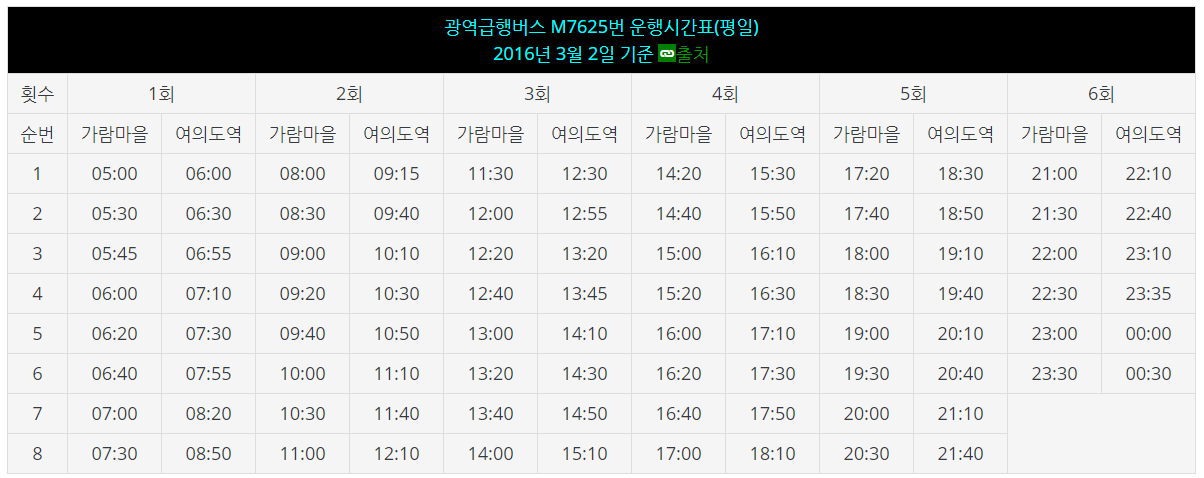 광역급행버스 M7625번 운행시간표(평일)
2016년 3월 2일 기준 출처
횟수 1회 2회 3회 4회 5회 6회
순번 가람마을 여의도역 가람마을 여의도역 가람마을 여의도역 가람마을 여의도역 가람마을 여의도역 가람마을 여의도역
1 05:00 06:00 08:00 09:15 11:30 12:30 14:20 15:30 17:20 18:30 21:00 22:10
2 05:30 06:30 08:30 09:40 12:00 12:55 14:40 15:50 17:40 18:50 21:30 22:40
3 05:45 06:55 09:00 10:10 12:20 13:20 15:00 16:10 18:00 19:10 22:00 23:10
4 06:00 07:10 09:20 10:30 12:40 13:45 15:20 16:30 18:30 19:40 22:30 23:35
5 06:20 07:30 09:40 10:50 13:00 14:10 16:00 17:10 19:00 20:10 23:00 00:00
6 06:40 07:55 10:00 11:10 13:20 14:30 16:20 17:30 19:30 20:40 23:30 00:30
7 07:00 08:20 10:30 11:40 13:40 14:50 16:40 17:50 20:00 21:10
8 07:30 08:50 11:00 12:10 14:00 15:10 17:00 18:10 20:30 21:40